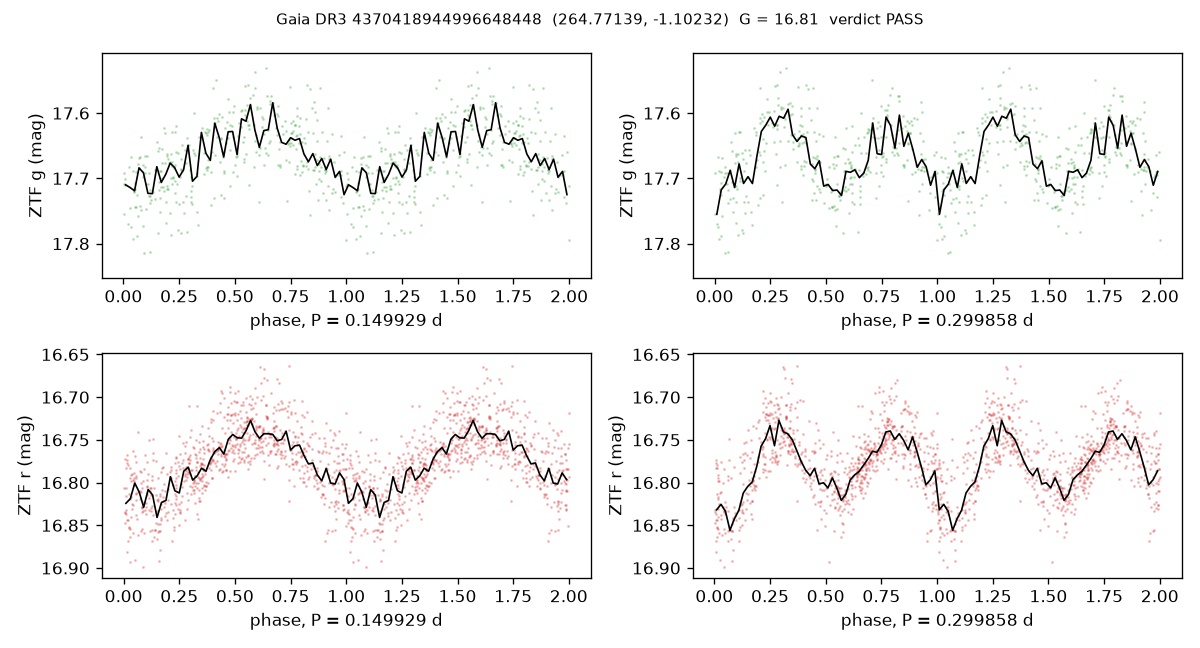 Gaia DR3 4370418944996648448 (264.77139, -1.10232) G = 16.81 verdict PASS
ZTF g (mag)
17.6
17.7
17.8
0.00 0.25 0.50 0.75 1.00 1.25 1.50 1.75 2.00
phase, P = 0.149929 d
ZTF g (mag)
17.6
17.7
17.8
0.00 0.25 0.50 0.75 1.00 1.25 1.50 1.75 2.00
phase, P = 0.299858 d
ZTF r (mag)
16.65
16.70
16.75
16.80
16.85
16.90
0.00 0.25 0.50 0.75 1.00 1.25 1.50 1.75 2.00
phase, P = 0.149929 d
ZTF r (mag)
16.65
16.70
16.75
16.80
16.85
16.90
0.00 0.25 0.50 0.75 1.00 1.25 1.50 1.75 2.00
phase, P = 0.299858 d